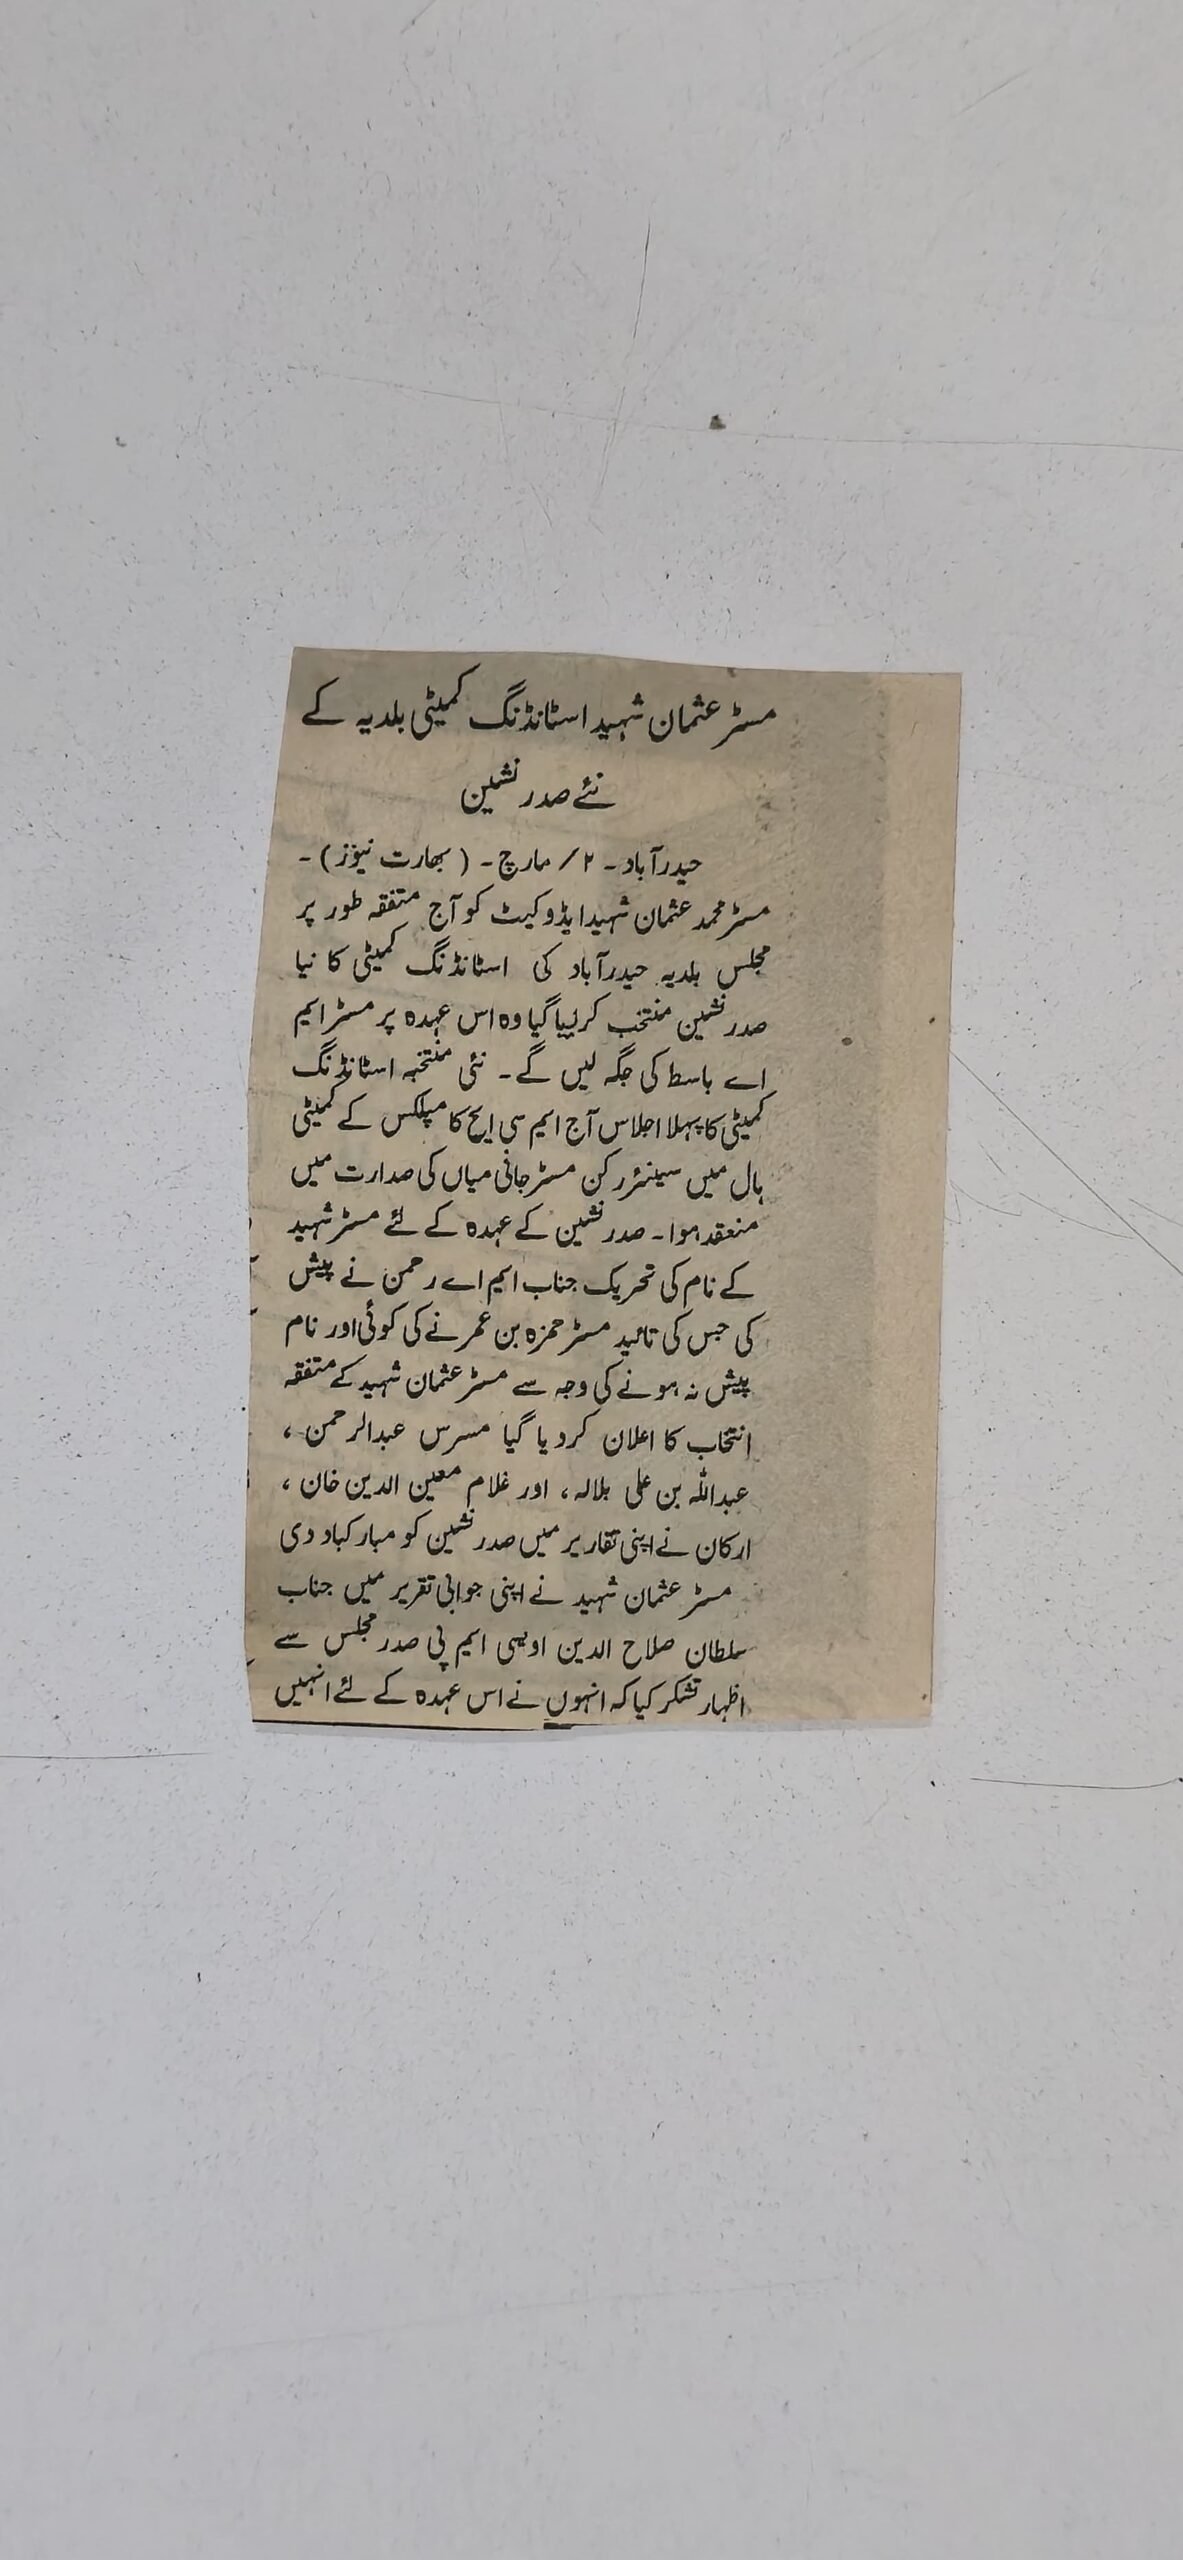 مسٹر عثمان شہید اسٹانڈنگ کمیٹی بلدیہ کے
نئے صدر نشین
حیدرآباد۔ ۲/ مارچ۔ (بھارت نیوز)۔
مسٹر محمد عثمان شہید ایڈوکیٹ کو آج متفقہ طور پر
مجلس بلدیہ حیدرآباد کی اسٹانڈنگ کمیٹی کا نیا
صدر نشین منتخب کرلیا گیا وہ اس عہدہ پر مسٹر ایم
اے باسط کی جگہ لیں گے۔ نئی منتخبہ اسٹانڈنگ
کمیٹی کا پہلا اجلاس آج ایم سی ایچ کا مپلکس کے کمیٹی
ہال میں سینئر رکن مسٹر جانی میاں کی صدارت میں
منعقد ہوا۔ صدر نشین کے عہدہ کے لئے مسٹر شہید
کے نام کی تحریک جناب ایم اے رحمن نے پیش
کی جس کی تائید مسٹر حمزہ بن عمر نے کی کوئی اور نام
پیش نہ ہونے کی وجہ سے مسٹر عثمان شہید کے متفقہ
انتخاب کا اعلان کردیا گیا مسرس عبدالرحمن ،
عبداللہ بن علی بلالہ، اور غلام معین الدین خان ،
ارکان نے اپنی تقاریر میں صدر نشین کو مبارکباد دی
مسٹر عثمان شہید نے اپنی جوابی تقریر میں جناب
سلطان صلاح الدین اویسی ایم پی صدر مجلس سے
اظہار تشکر کیا کہ انہوں نے اس عہدہ کے لئے انہیں